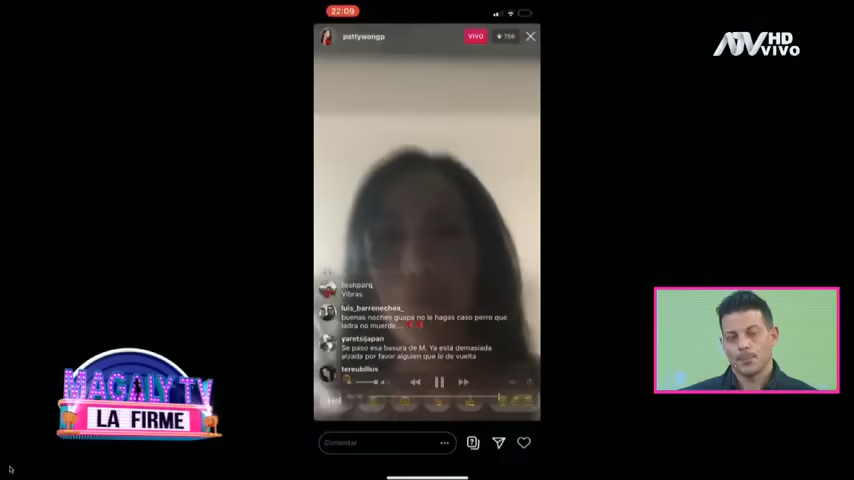 22:09
pattywongp
VIVO
756
ATV HD
VIVO
Vibras
luis_barrenechea_
buenas noches guapa no le hagas caso perro que
ladra no muerde....
yaretsijapan
Se paso esa basura de M. Ya está demasiada
alzada por favor alguien que le de vuelta
tereubillus
MAGALY TV
LA FIRME
Comentar